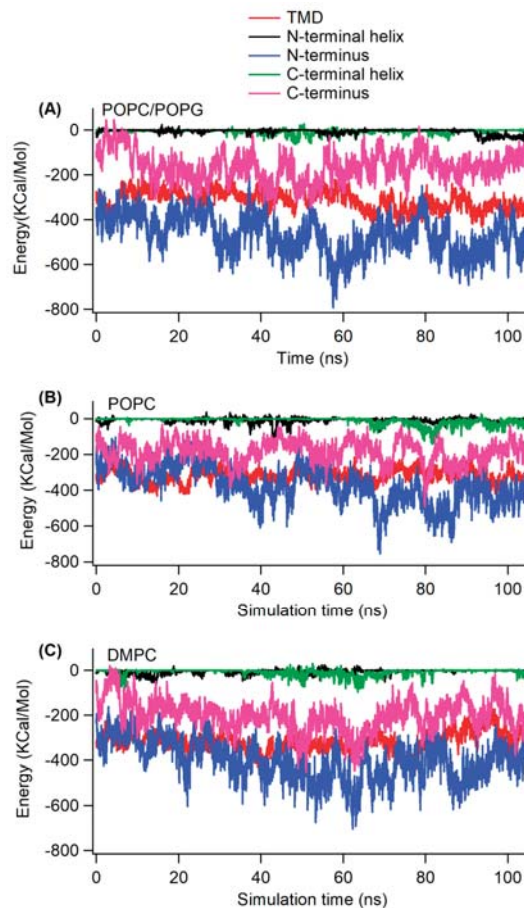 TMD
N-terminal helix
N-terminus
C-terminal helix
C-terminus
(A)
POPC/POPG
Energy(KCal/Mol)
0
-200
-400
-600
-800
0 20 40 60 80 100
Time (ns)
(B)
POPC
Energy (KCal/Mol)
0
-200
-400
-600
-800
0 20 40 60 80 100
Simulation time (ns)
(C)
DMPC
Energy (KCal/Mol)
0
-200
-400
-600
-800
0 20 40 60 80 100
Simulation time (ns)